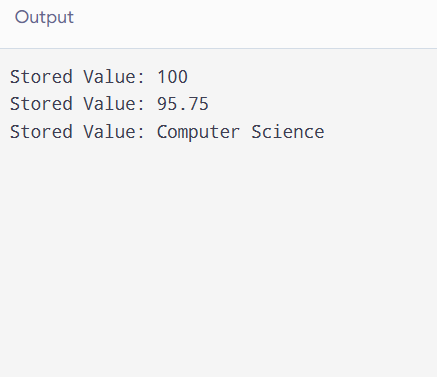 Output
Stored Value: 100
Stored Value: 95.75
Stored Value: Computer Science